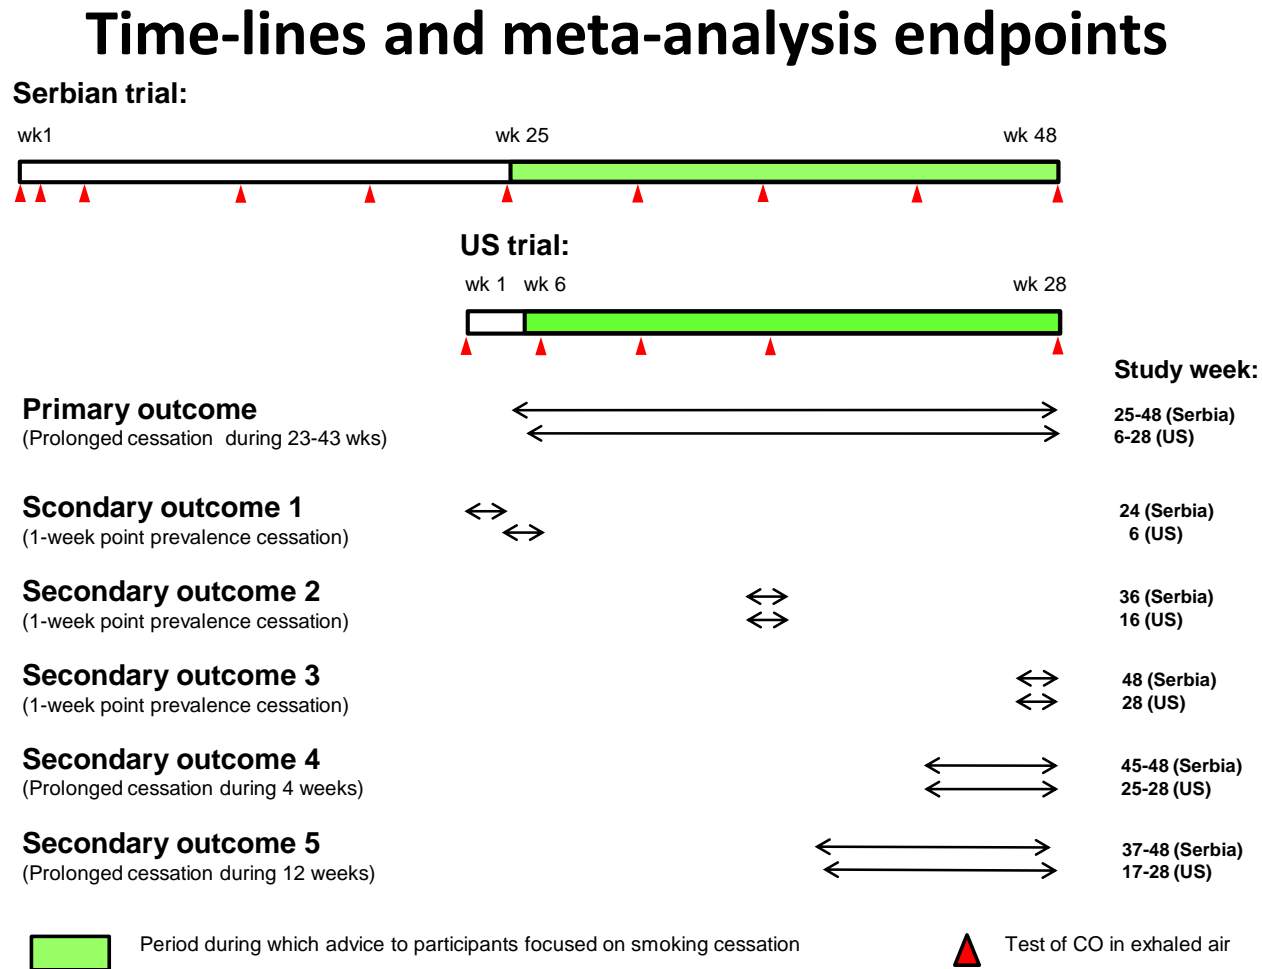 Time-lines and meta-analysis endpoints
Serbian trial:
wk1 wk 25 wk 48
US trial:
wk 1 wk 6 wk 28
Study week:
Primary outcome
(Prolonged cessation during 23-43 wks)
25-48 (Serbia)
6-28 (US)
Scondary outcome 1
(1-week point prevalence cessation)
24 (Serbia)
6 (US)
Secondary outcome 2
(1-week point prevalence cessation)
36 (Serbia)
16 (US)
Secondary outcome 3
(1-week point prevalence cessation)
48 (Serbia)
28 (US)
Secondary outcome 4
(Prolonged cessation during 4 weeks)
45-48 (Serbia)
25-28 (US)
Secondary outcome 5
(Prolonged cessation during 12 weeks)
37-48 (Serbia)
17-28 (US)
Period during which advice to participants focused on smoking cessation
Test of CO in exhaled air